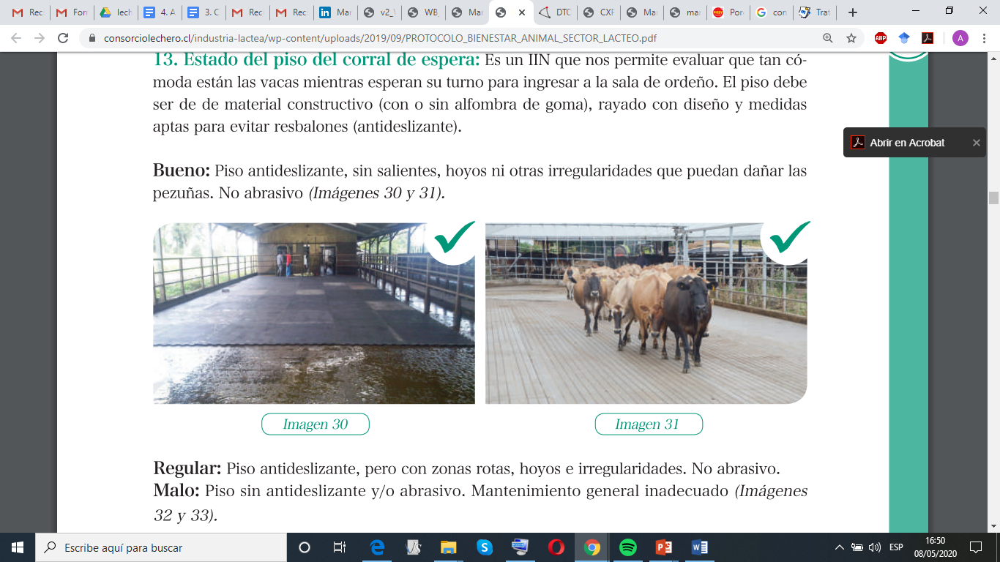 Rec
For
lech
4. A
3. C
Rec
Rec
Mar
v2_
WB_
Mar
DTC
CXP
Mar
mar
Por
con
Trat
consorciolechero.cl/industria-lactea/wp-content/uploads/2019/09/PROTOCOLO_BIENESTAR_ANIMAL_SECTOR_LACTEO.pdf
ABP
A
13. Estado del piso del corral de espera: Es un IIN que nos permite evaluar que tan có-
moda están las vacas mientras esperan su turno para ingresar a la sala de ordeño. El piso debe
ser de de material constructivo (con o sin alfombra de goma), rayado con diseño y medidas
aptas para evitar resbalones (antideslizante).
Abrir en Acrobat
Bueno: Piso antideslizante, sin salientes, hoyos ni otras irregularidades que puedan dañar las
pezuñas. No abrasivo (Imágenes 30 y 31).
Imagen 30
Imagen 31
Regular: Piso antideslizante, pero con zonas rotas, hoyos e irregularidades. No abrasivo.
Malo: Piso sin antideslizante y/o abrasivo. Mantenimiento general inadecuado (Imágenes
32 y 33).
Escribe aquí para buscar
ESP
16:50
08/05/2020